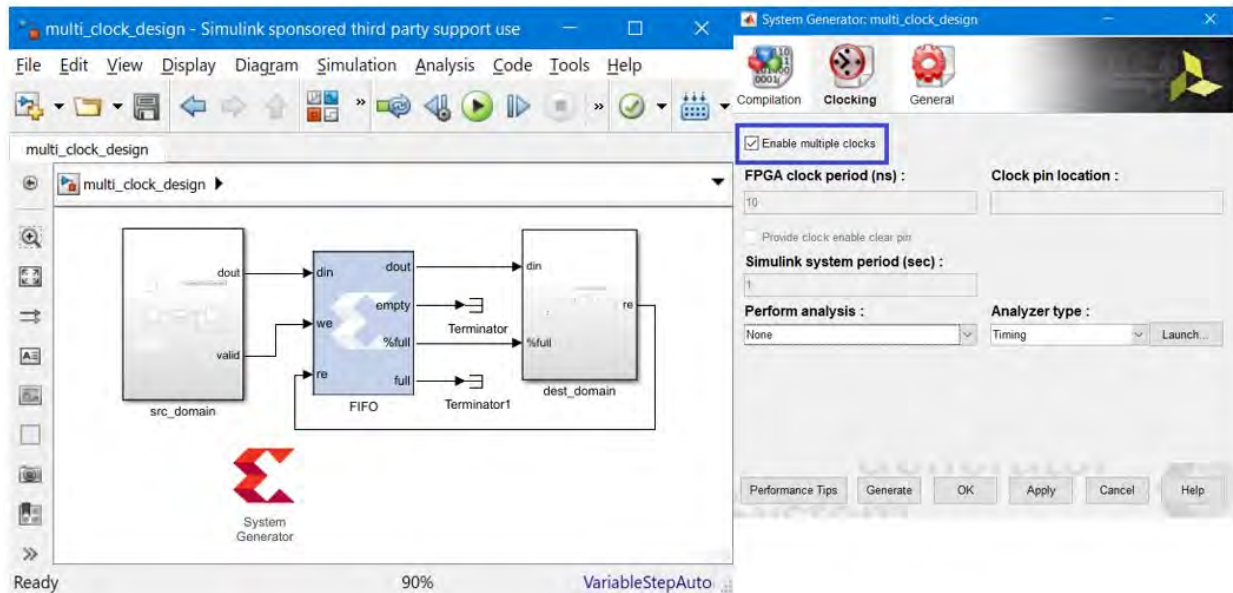 multi_clock_design - Simulink sponsored third party support use
File Edit View Display Diagram Simulation Analysis Code Tools Help
»
»
multi_clock_design
multi_clock_design
dout
valid
src_domain
din
we
re
dout
empty
%full
full
FIFO
Terminator
Terminator1
din
%full
re
dest_domain
System
Generator
»
Ready 90% VariableStepAuto
System Generator: multi_clock_design
Compilation Clocking General
Enable multiple clocks
FPGA clock period (ns) : Clock pin location :
10
Provide clock enable clear pin
Simulink system period (sec) :
1
Perform analysis : Analyzer type :
None Timing Launch...
Performance Tips Generate OK Apply Cancel Help